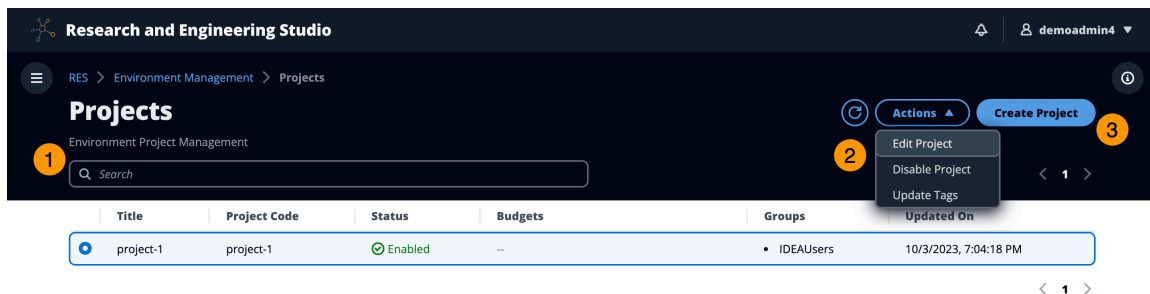 Research and Engineering Studio
demoadmin4
RES > Environment Management > Projects
Projects
Actions
Create Project
3
Environment Project Management
2
Edit Project
1
Search
Disable Project
< 1 >
Update Tags
Title Project Code Status Budgets Groups Updated On
project-1 project-1 Enabled -- • IDEAUsers 10/3/2023, 7:04:18 PM
< 1 >